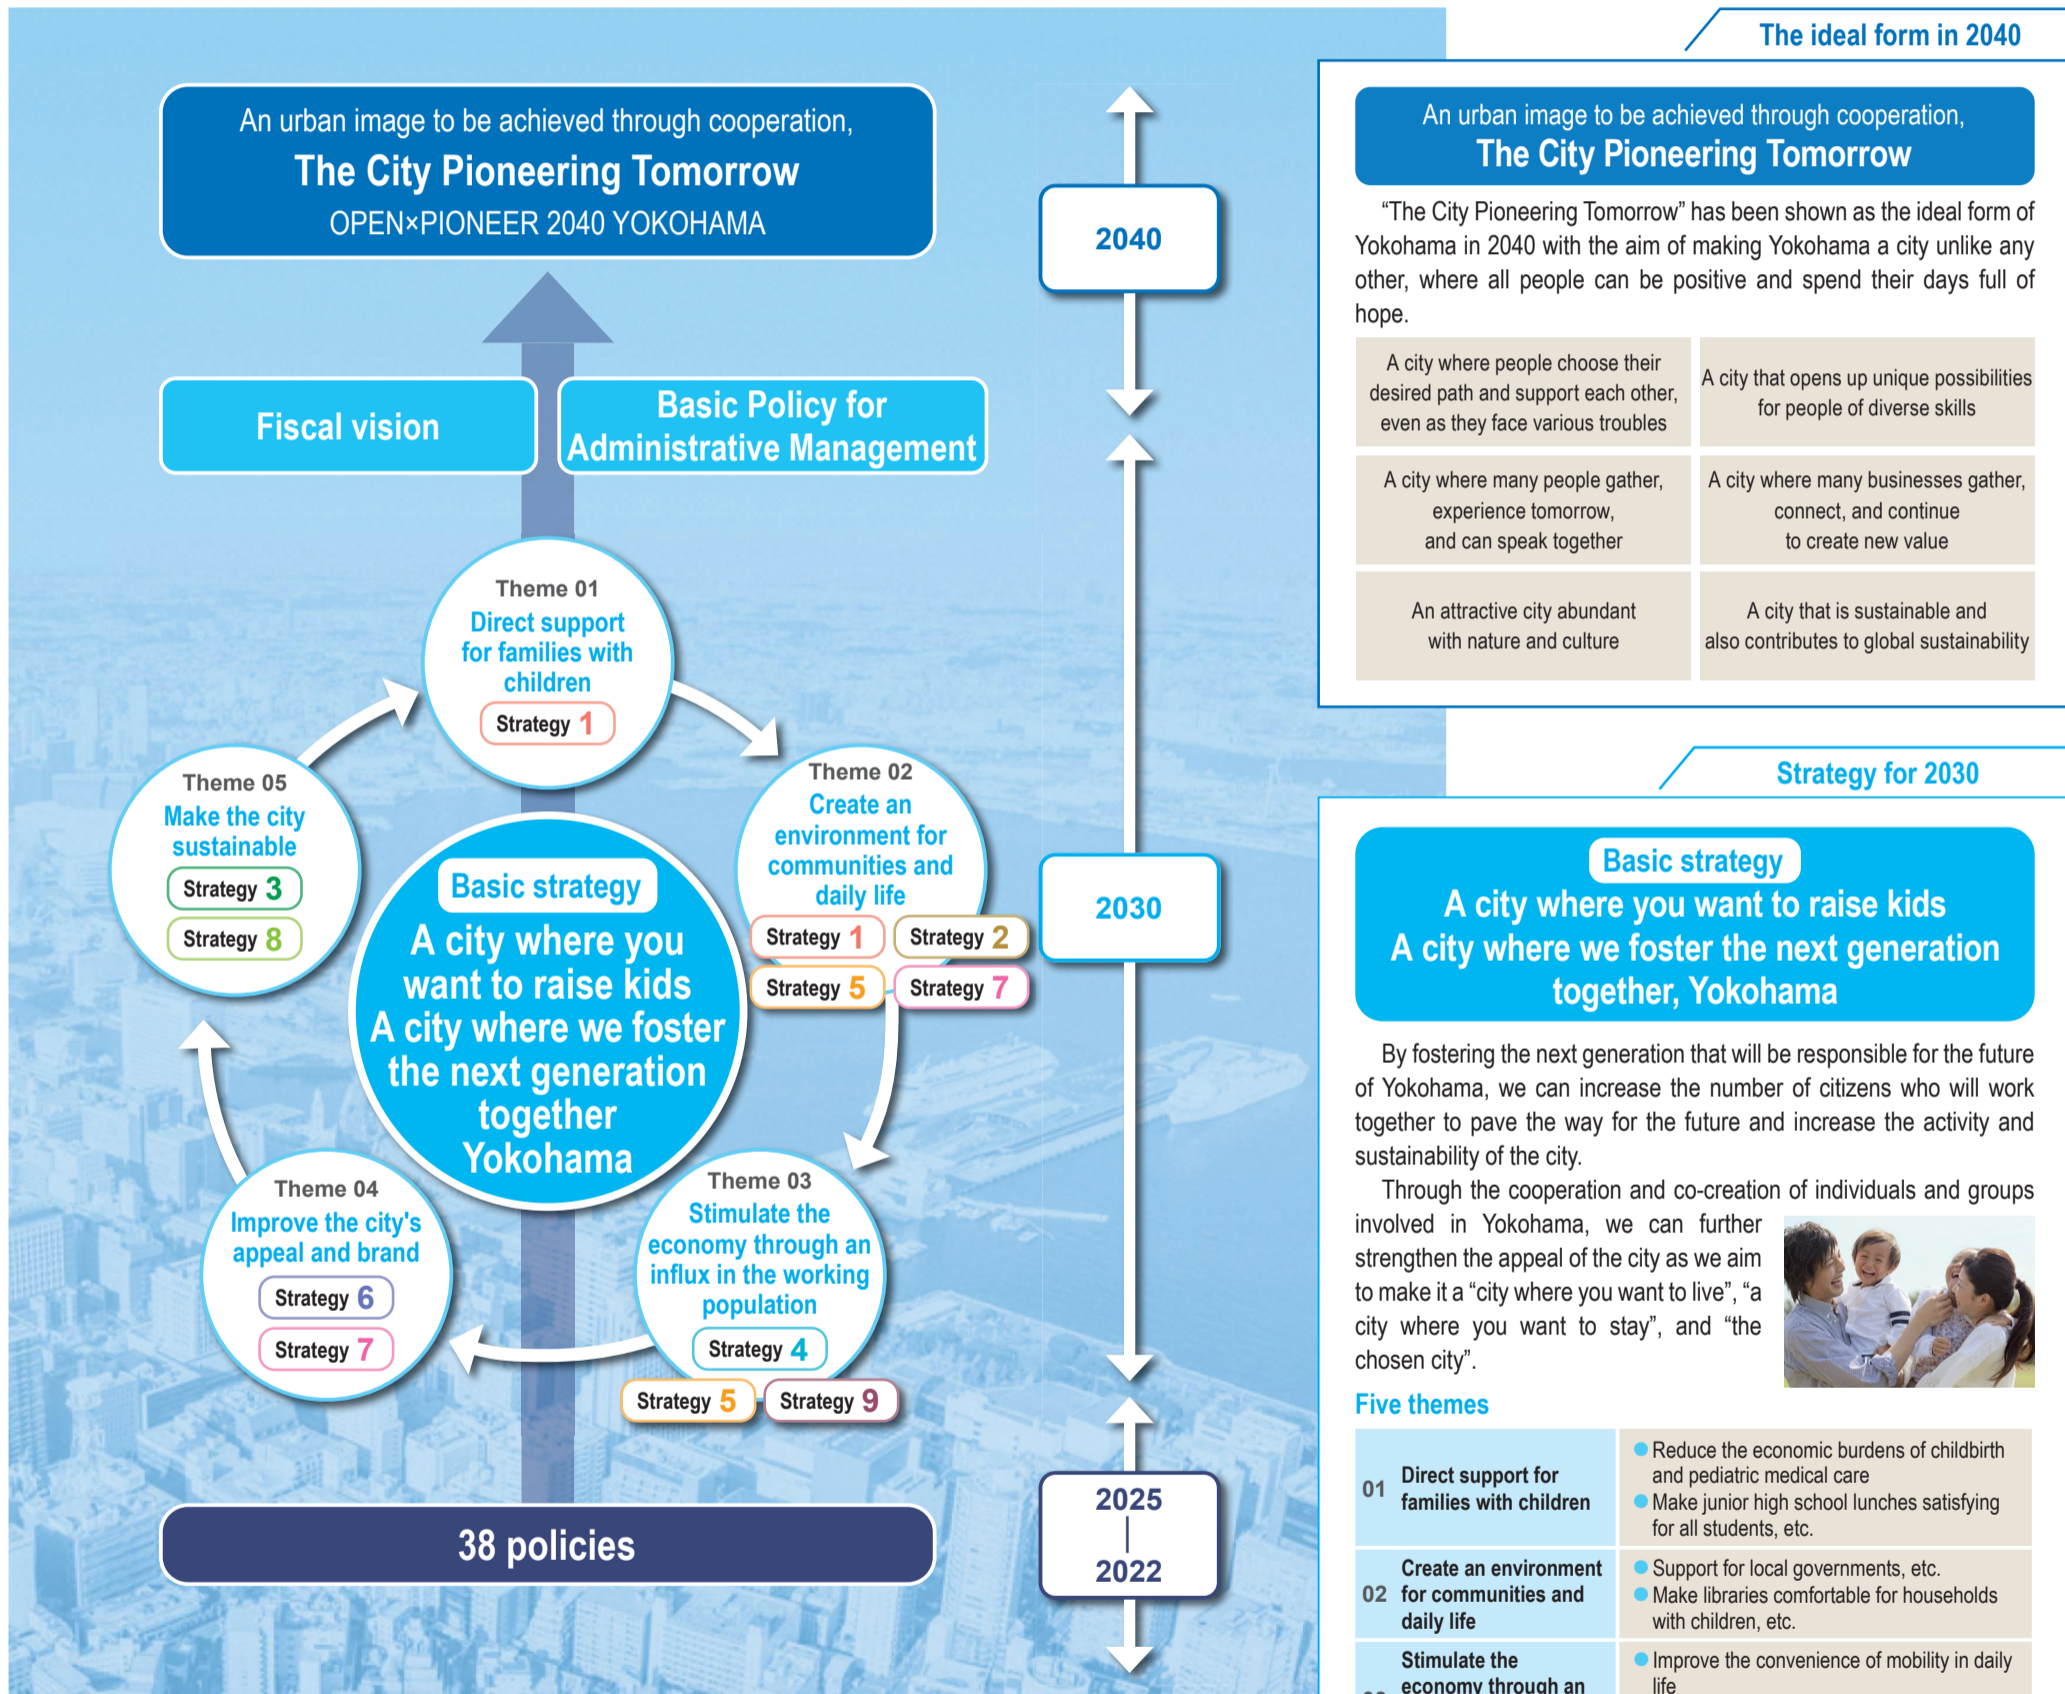 An urban image to be achieved through cooperation,
The City Pioneering Tomorrow
OPEN×PIONEER 2040 YOKOHAMA
Fiscal vision
Basic Policy for
Administrative Management
Theme 01
Direct support
for families with
children
Strategy 1
Theme 02
Create an
environment for
communities and
daily life
Strategy 1
Strategy 2
Strategy 5
Strategy 7
Theme 03
Stimulate the
economy through an
influx in the working
population
Strategy 4
Strategy 5
Strategy 9
Theme 04
Improve the city's
appeal and brand
Strategy 6
Strategy 7
Theme 05
Make the city
sustainable
Strategy 3
Strategy 8
Basic strategy
A city where you
want to raise kids
A city where we foster
the next generation
together
Yokohama
38 policies
2040
2030
2025
2022
The ideal form in 2040
An urban image to be achieved through cooperation,
The City Pioneering Tomorrow
“The City Pioneering Tomorrow” has been shown as the ideal form of
Yokohama in 2040 with the aim of making Yokohama a city unlike any
other, where all people can be positive and spend their days full of
hope.
A city where people choose their
desired path and support each other,
even as they face various troubles
A city that opens up unique possibilities
for people of diverse skills
A city where many people gather,
experience tomorrow,
and can speak together
A city where many businesses gather,
connect, and continue
to create new value
An attractive city abundant
with nature and culture
A city that is sustainable and
also contributes to global sustainability
Strategy for 2030
Basic strategy
A city where you want to raise kids
A city where we foster the next generation
together, Yokohama
By fostering the next generation that will be responsible for the future
of Yokohama, we can increase the number of citizens who will work
together to pave the way for the future and increase the activity and
sustainability of the city.
Through the cooperation and co-creation of individuals and groups
involved in Yokohama, we can further
strengthen the appeal of the city as we aim
to make it a “city where you want to live”, “a
city where you want to stay”, and “the
chosen city”.
Five themes
01
Direct support for
families with children
● Reduce the economic burdens of childbirth
and pediatric medical care
● Make junior high school lunches satisfying
for all students, etc.
02
Create an environment
for communities and
daily life
● Support for local governments, etc.
● Make libraries comfortable for households
with children, etc.
Stimulate the
economy through an
● Improve the convenience of mobility in daily
life